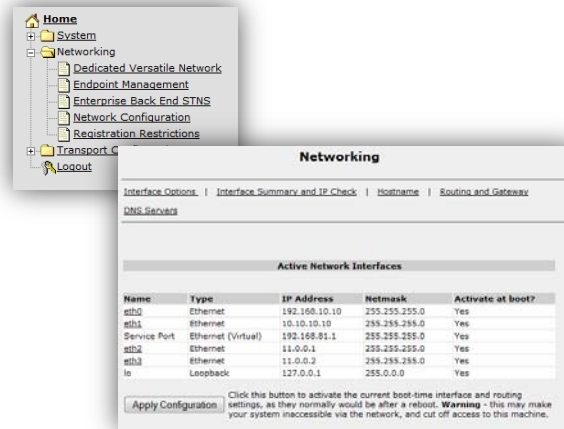 Home
System
Networking
Dedicated Versatile Network
Endpoint Management
Enterprise Back End STNS
Network Configuration
Registration Restrictions
Transport C
Logout
Networking
Interface Options | Interface Summary and IP Check | Hostname | Routing and Gateway
DNS Servers
Active Network Interfaces
Name Type IP Address Netmask Activate at boot?
eth0 Ethernet 192.168.10.10 255.255.255.0 Yes
eth1 Ethernet 10.10.10.10 255.255.255.0 Yes
Service Port Ethernet (Virtual) 192.168.81.1 255.255.255.0 Yes
eth2 Ethernet 11.0.0.1 255.255.255.0 Yes
eth3 Ethernet 11.0.0.2 255.255.255.0 Yes
lo Loopback 127.0.0.1 255.0.0.0 Yes
Apply Configuration
Click this button to activate the current boot-time interface and routing
settings, as they normally would be after a reboot. Warning - this may make
your system inaccessible via the network, and cut off access to this machine.